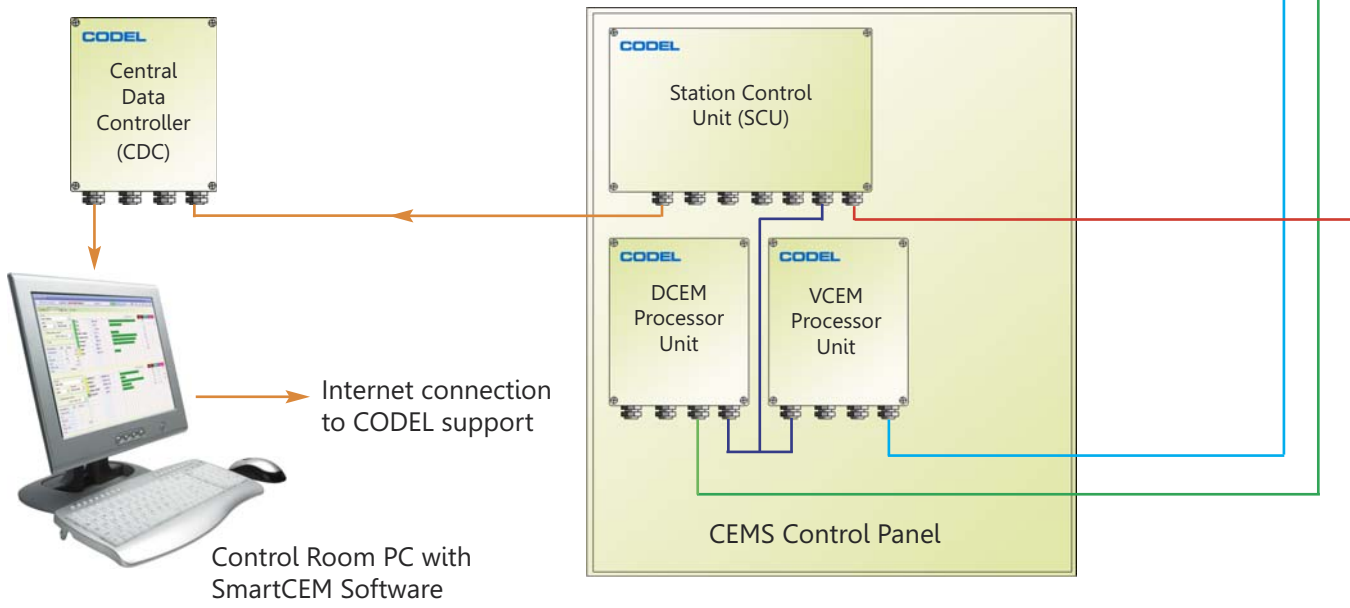 CODEL
Central
Data
Controller
(CDC)
CODEL
Station Control
Unit (SCU)
CODEL
DCEM
Processor
Unit
CODEL
VCEM
Processor
Unit
Internet connection
to CODEL support
CEMS Control Panel
Control Room PC with
SmartCEM Software